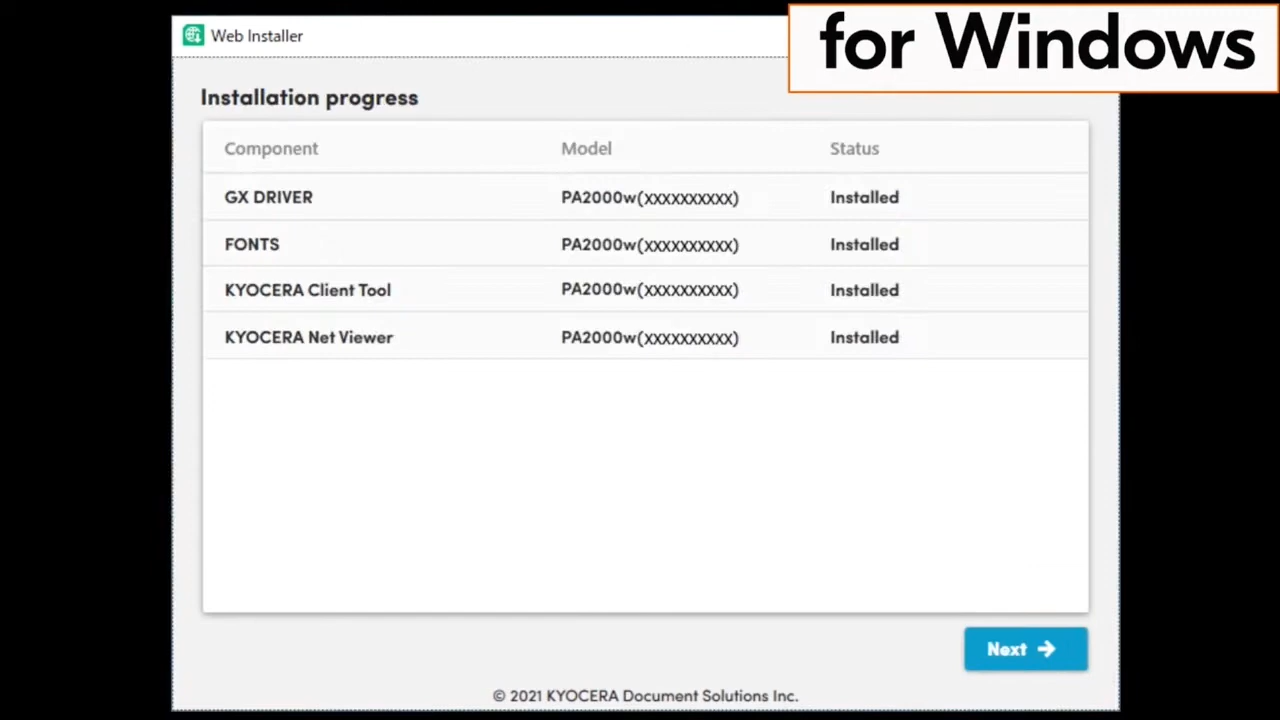 Web Installer
for Windows
Installation progress
Component Model Status
GX DRIVER PA2000w(xxxxxxxxxx) Installed
FONTS PA2000w(xxxxxxxxxx) Installed
KYOCERA Client Tool PA2000w(xxxxxxxxxx) Installed
KYOCERA Net Viewer PA2000w(xxxxxxxxxx) Installed
Next →
© 2021 KYOCERA Document Solutions Inc.